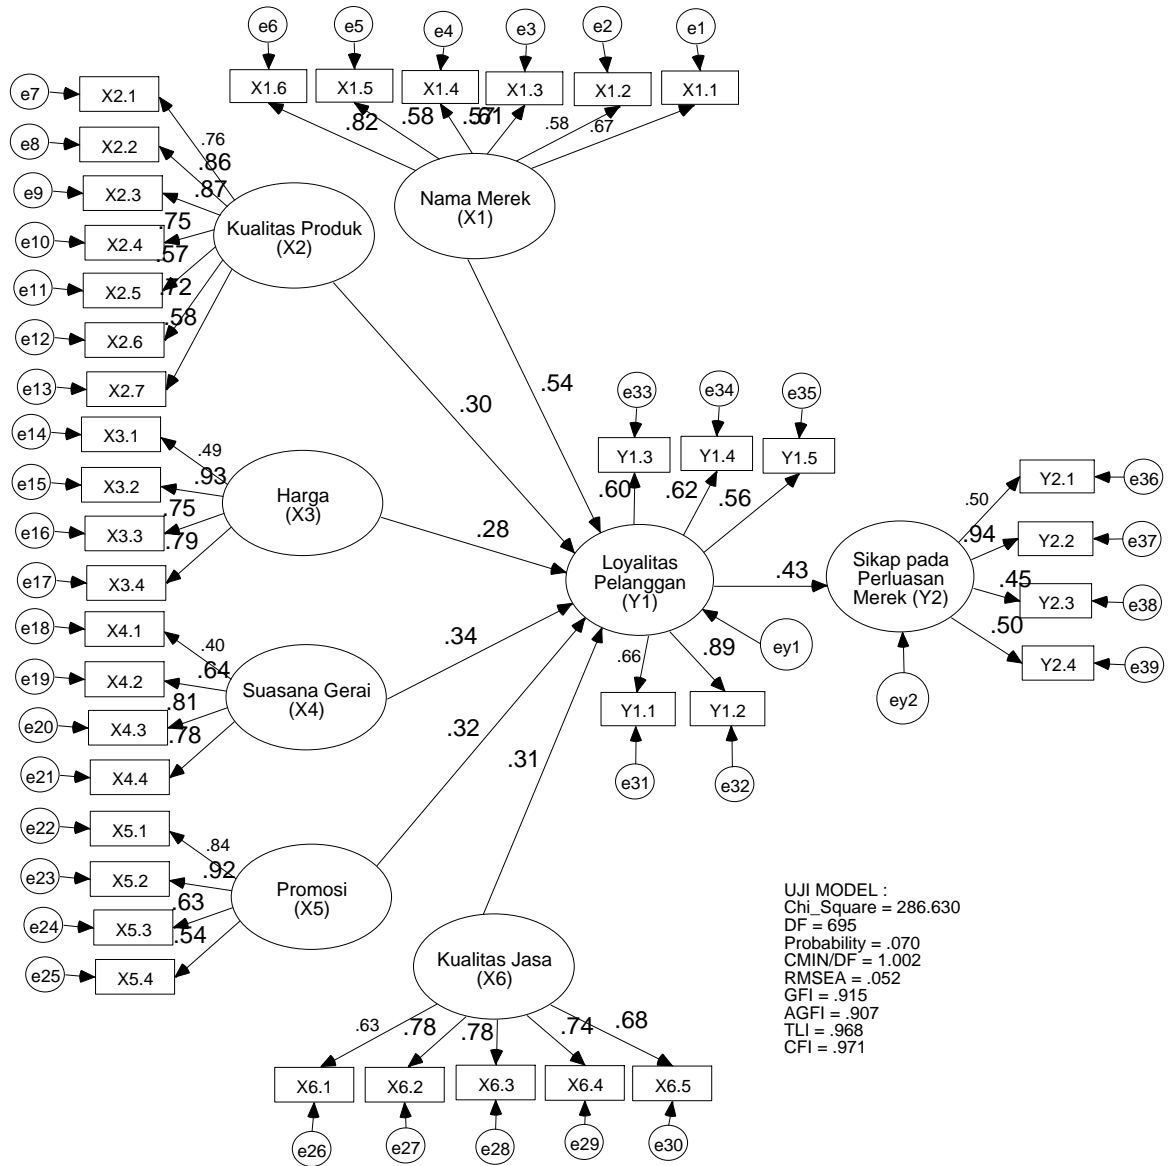 e6
e5
e4
e3
e2
e1
X1.6
X1.5
X1.4
X1.3
X1.2
X1.1
.82
.58
.57
.61
.58
.67
Nama Merek
(X1)
e7
X2.1
e8
X2.2
e9
X2.3
e10
X2.4
e11
X2.5
e12
X2.6
e13
X2.7
.76
.86
.87
.75
.57
.72
.58
Kualitas Produk
(X2)
e14
X3.1
e15
X3.2
e16
X3.3
e17
X3.4
.49
.93
.75
.79
Harga
(X3)
e18
X4.1
e19
X4.2
e20
X4.3
e21
X4.4
.40
.64
.81
.78
Suasana Gerai
(X4)
e22
X5.1
e23
X5.2
e24
X5.3
e25
X5.4
.84
.92
.63
.54
Promosi
(X5)
Kualitas Jasa
(X6)
.63
.78
.78
.74
.68
X6.1
X6.2
X6.3
X6.4
X6.5
e26
e27
e28
e29
e30
.54
.30
.28
.34
.32
.31
e33
e34
e35
Y1.3
Y1.4
Y1.5
.60
.62
.56
Loyalitas
Pelanggan
(Y1)
.66
.89
ey1
Y1.1
Y1.2
e31
e32
.43
Sikap pada
Perluasan
Merek (Y2)
ey2
.50
.94
.45
.50
Y2.1
e36
Y2.2
e37
Y2.3
e38
Y2.4
e39
UJI MODEL :
Chi_Square = 286.630
DF = 695
Probability = .070
CMIN/DF = 1.002
RMSEA = .052
GFI = .915
AGFI = .907
TLI = .968
CFI = .971